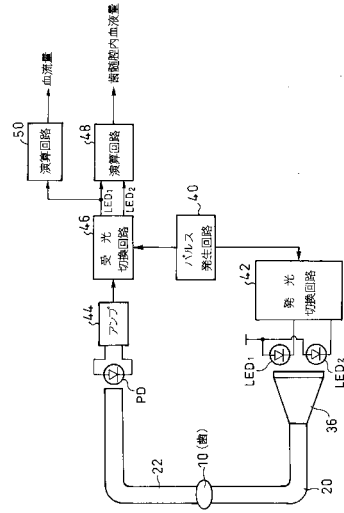 血流量
歯髄腔内血液量
50
演算回路
48
演算回路
LED1
LED2
46
受光
切換回路
40
パルス
発生回路
44
アンプ
42
発光
切換回路
PD
LED1
LED2
22
10(歯)
36
20